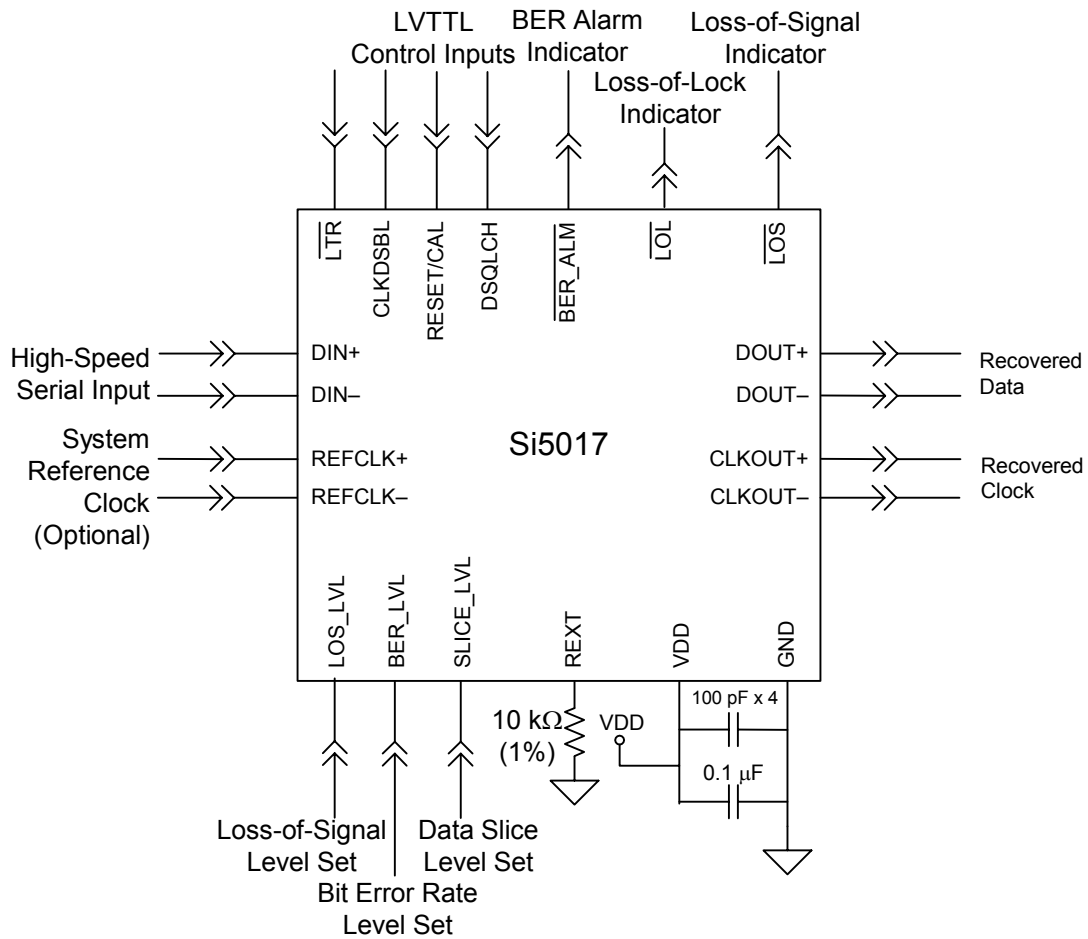 LVTTL
Control Inputs
BER Alarm
Indicator
Loss-of-Lock
Indicator
Loss-of-Signal
Indicator
LTR
CLKDSBL
RESET/CAL
DSQLCH
BER_ALM
LOL
LOS
High-Speed
Serial Input
DIN+
DIN–
System
Reference
Clock
(Optional)
REFCLK+
REFCLK–
Si5017
DOUT+
DOUT–
Recovered
Data
CLKOUT+
CLKOUT–
Recovered
Clock
LOS_LVL
BER_LVL
SLICE_LVL
REXT
VDD
GND
10 kΩ
(1%)
VDD
100 pF x 4
0.1 μF
Loss-of-Signal
Level Set
Data Slice
Level Set
Bit Error Rate
Level Set